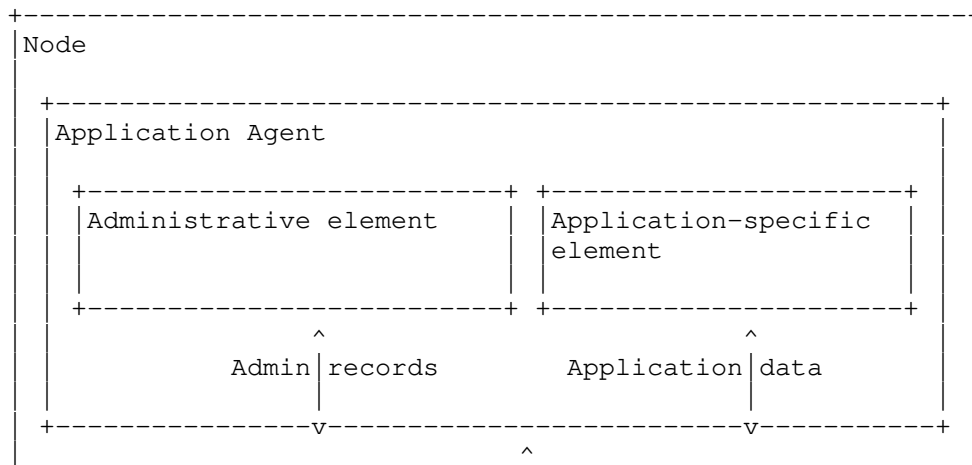 Node
Application Agent
Administrative element Application-specific
element
Admin records Application data